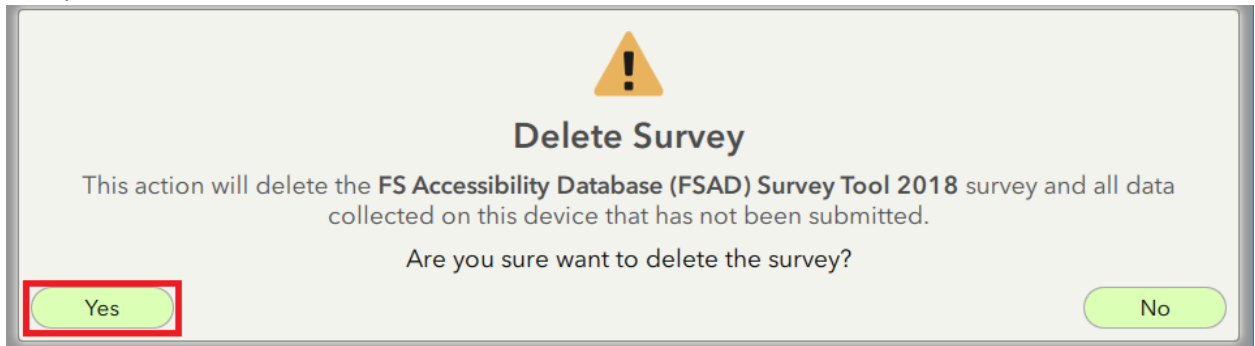 Delete Survey
This action will delete the FS Accessibility Database (FSAD) Survey Tool 2018 survey and all data
collected on this device that has not been submitted.
Are you sure want to delete the survey?
Yes No